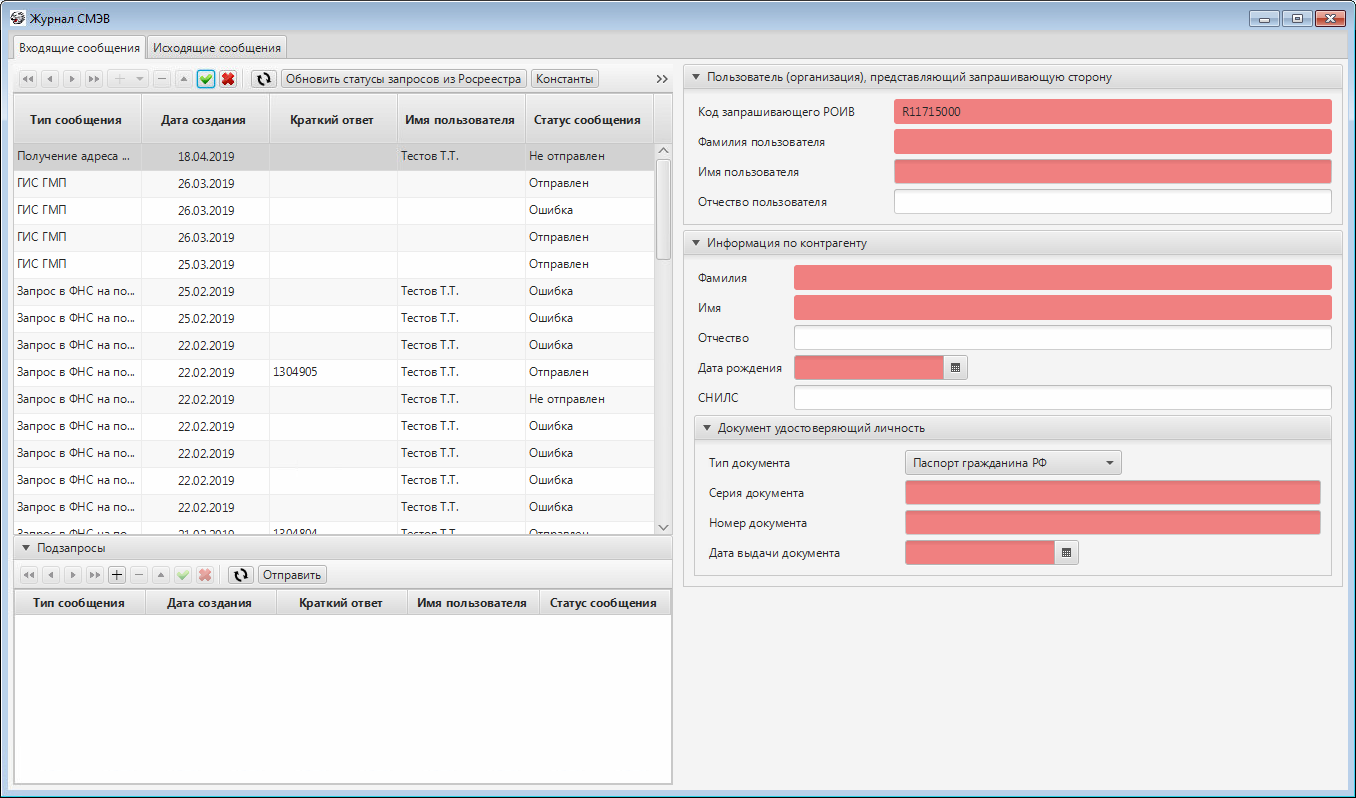 Журнал СМЭВ
Входящие сообщения Исходящие сообщения
Обновить статусы запросов из Росреестра Константы
Тип сообщения Дата создания Краткий ответ Имя пользователя Статус сообщения
Получение адреса ... 18.04.2019 Тестов Т.Т. Не отправлен
ГИС ГМП 26.03.2019 Отправлен
ГИС ГМП 26.03.2019 Ошибка
ГИС ГМП 26.03.2019 Отправлен
ГИС ГМП 25.03.2019 Отправлен
Запрос в ФНС на по... 25.02.2019 Тестов Т.Т. Ошибка
Запрос в ФНС на по... 25.02.2019 Тестов Т.Т. Ошибка
Запрос в ФНС на по... 22.02.2019 Тестов Т.Т. Ошибка
Запрос в ФНС на по... 22.02.2019 1304905 Тестов Т.Т. Отправлен
Запрос в ФНС на по... 22.02.2019 Тестов Т.Т. Не отправлен
Запрос в ФНС на по... 22.02.2019 Тестов Т.Т. Ошибка
Запрос в ФНС на по... 22.02.2019 Тестов Т.Т. Ошибка
Запрос в ФНС на по... 22.02.2019 Тестов Т.Т. Ошибка
Запрос в ФНС на по... 22.02.2019 Тестов Т.Т. Ошибка
Запрос в ФНС на по... 21.02.2019 1304804 Тестов Т.Т. Отправлен
Подзапросы
Отправить
Тип сообщения Дата создания Краткий ответ Имя пользователя Статус сообщения
Пользователь (организация), представляющий запрашивающую сторону
Код запрашивающего РОИВ R11715000
Фамилия пользователя
Имя пользователя
Отчество пользователя
Информация по контрагенту
Фамилия
Имя
Отчество
Дата рождения
СНИЛС
Документ удостоверяющий личность
Тип документа Паспорт гражданина РФ
Серия документа
Номер документа
Дата выдачи документа